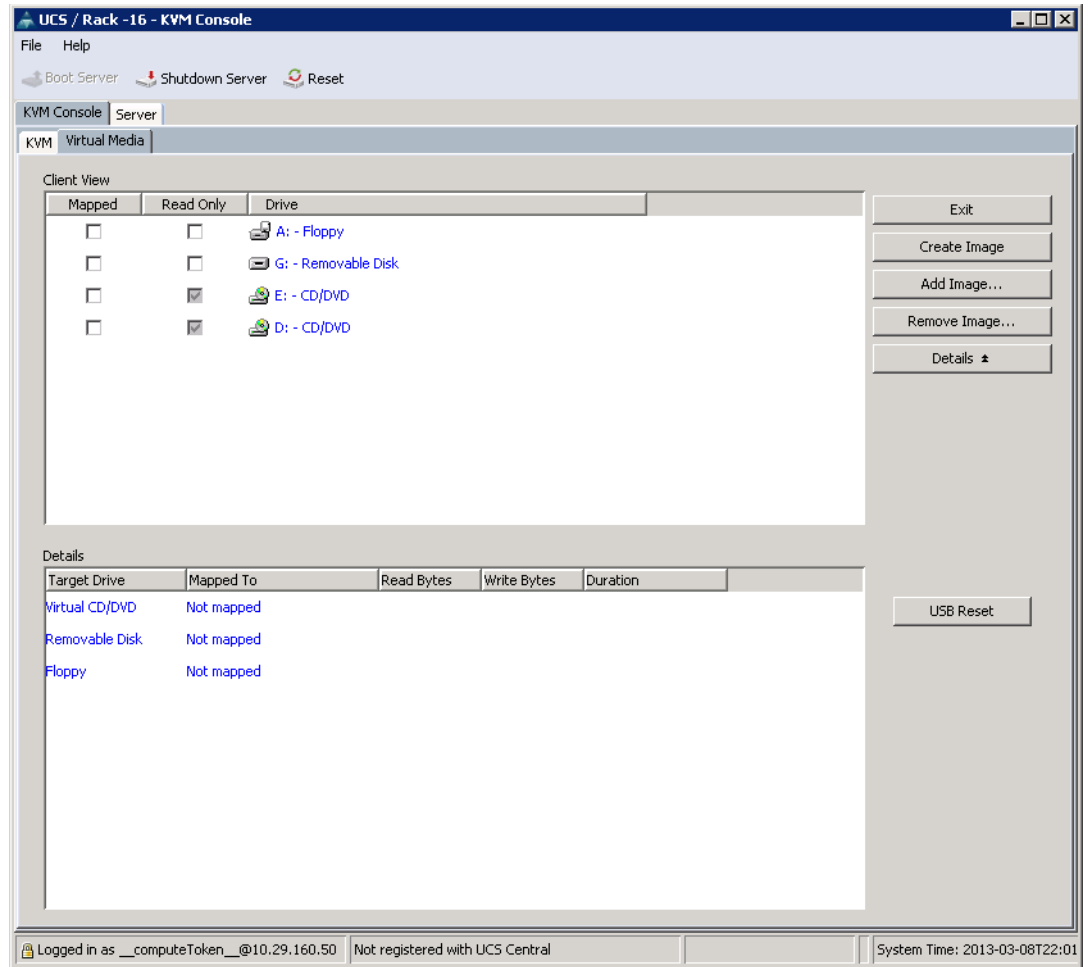 UCS / Rack -16 - KVM Console
File Help
Boot Server Shutdown Server Reset
KVM Console Server
KVM Virtual Media
Client View
Mapped Read Only Drive
A: - Floppy
G: - Removable Disk
E: - CD/DVD
D: - CD/DVD
Exit
Create Image
Add Image...
Remove Image...
Details
Details
Target Drive Mapped To Read Bytes Write Bytes Duration
Virtual CD/DVD Not mapped
Removable Disk Not mapped
Floppy Not mapped
USB Reset
Logged in as __computeToken__@10.29.160.50 Not registered with UCS Central System Time: 2013-03-08T22:01